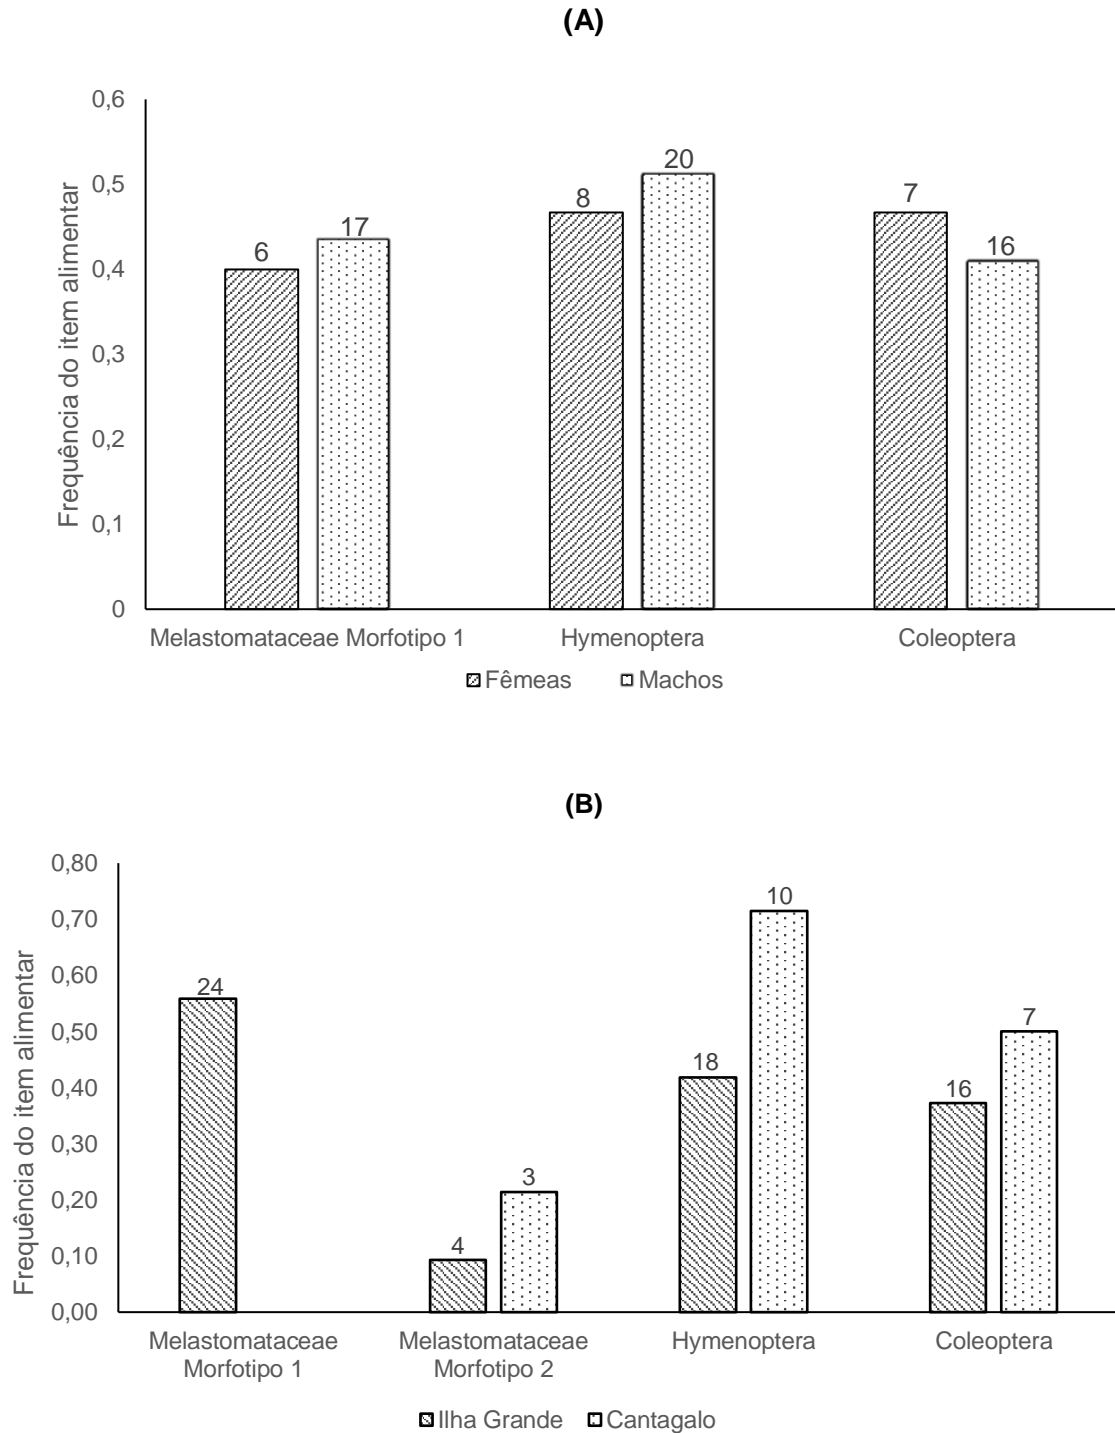 (A)
Frequência do item alimentar
0,6
0,5
0,4
0,3
0,2
0,1
0
6
17
8
20
7
16
Melastomataceae Morfotipo 1
Hymenoptera
Coleoptera
Fêmeas
Machos
(B)
Frequência do item alimentar
0,80
0,70
0,60
0,50
0,40
0,30
0,20
0,10
0,00
24
4
3
18
10
16
7
Melastomataceae
Morfotipo 1
Melastomataceae
Morfotipo 2
Hymenoptera
Coleoptera
Ilha Grande
Cantagalo